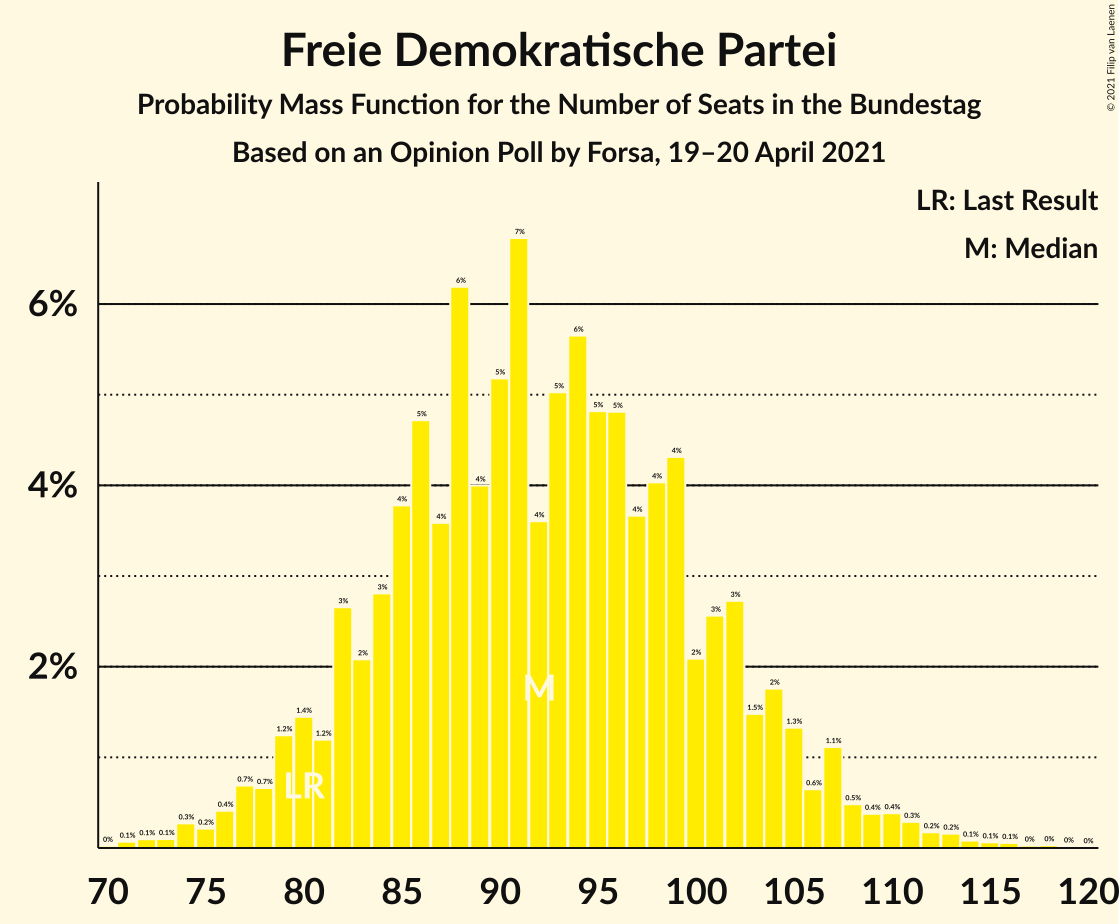 Freie Demokratische Partei
Probability Mass Function for the Number of Seats in the Bundestag
Based on an Opinion Poll by Forsa, 19–20 April 2021
© 2021 Filip van Laenen
LR: Last Result
M: Median
6%
4%
2%
0% 0.1% 0.1% 0.1% 0.3% 0.2% 0.4% 0.7% 0.7% 1.2% 1.4% 1.2% 3% 2% 3% 4% 5% 4% 6% 4% 5% 7% 4% 5% 6% 5% 5% 4% 4% 4% 2% 3% 3% 1.5% 2% 1.3% 0.6% 1.1% 0.5% 0.4% 0.4% 0.3% 0.2% 0.2% 0.1% 0.1% 0.1% 0% 0% 0% 0%
M
LR
70 75 80 85 90 95 100 105 110 115 120